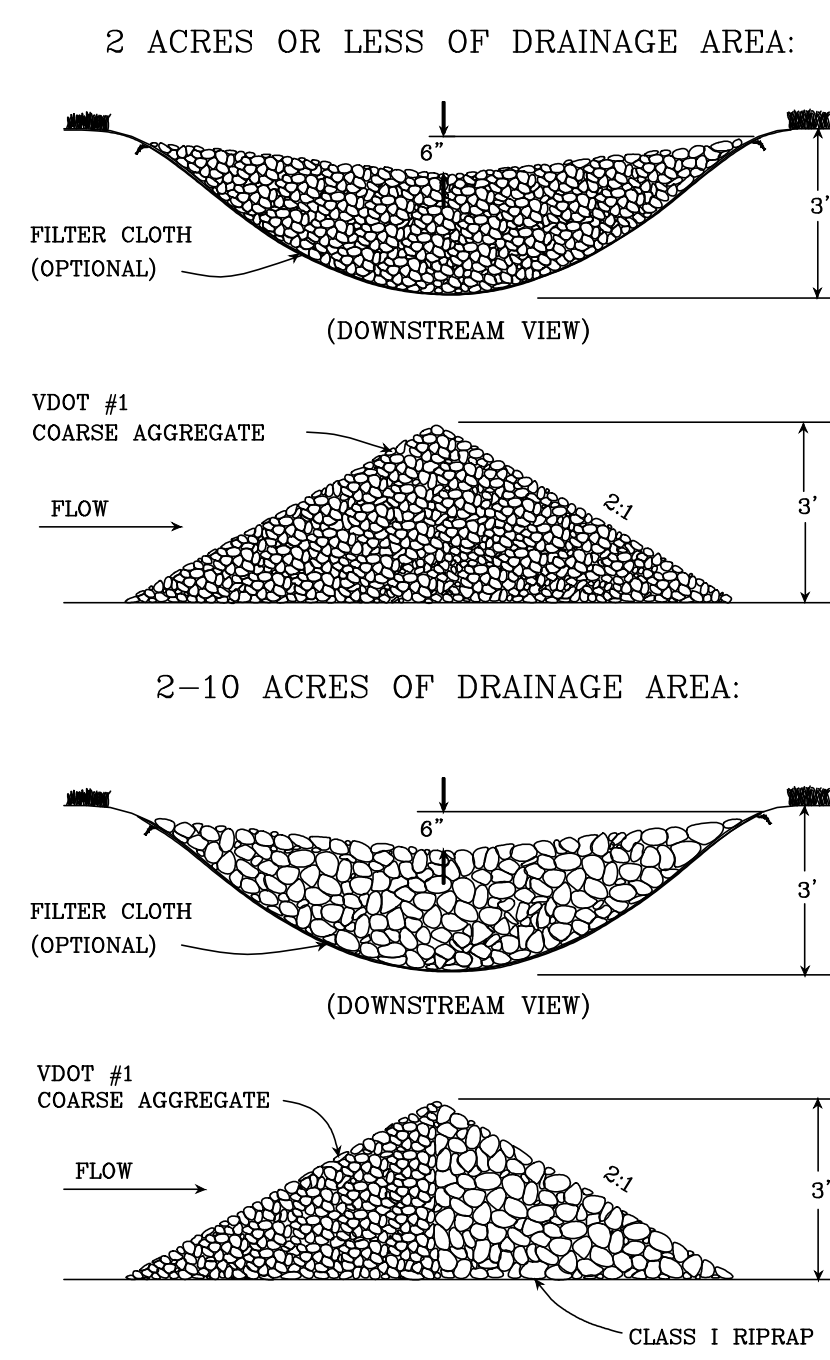 2 ACRES OR LESS OF DRAINAGE AREA:
6"
3'
FILTER CLOTH
(OPTIONAL)
(DOWNSTREAM VIEW)
VDOT #1
COARSE AGGREGATE
FLOW
2:1
3'
2-10 ACRES OF DRAINAGE AREA:
6"
3'
FILTER CLOTH
(OPTIONAL)
(DOWNSTREAM VIEW)
VDOT #1
COARSE AGGREGATE
FLOW
2:1
3'
CLASS I RIPRAP